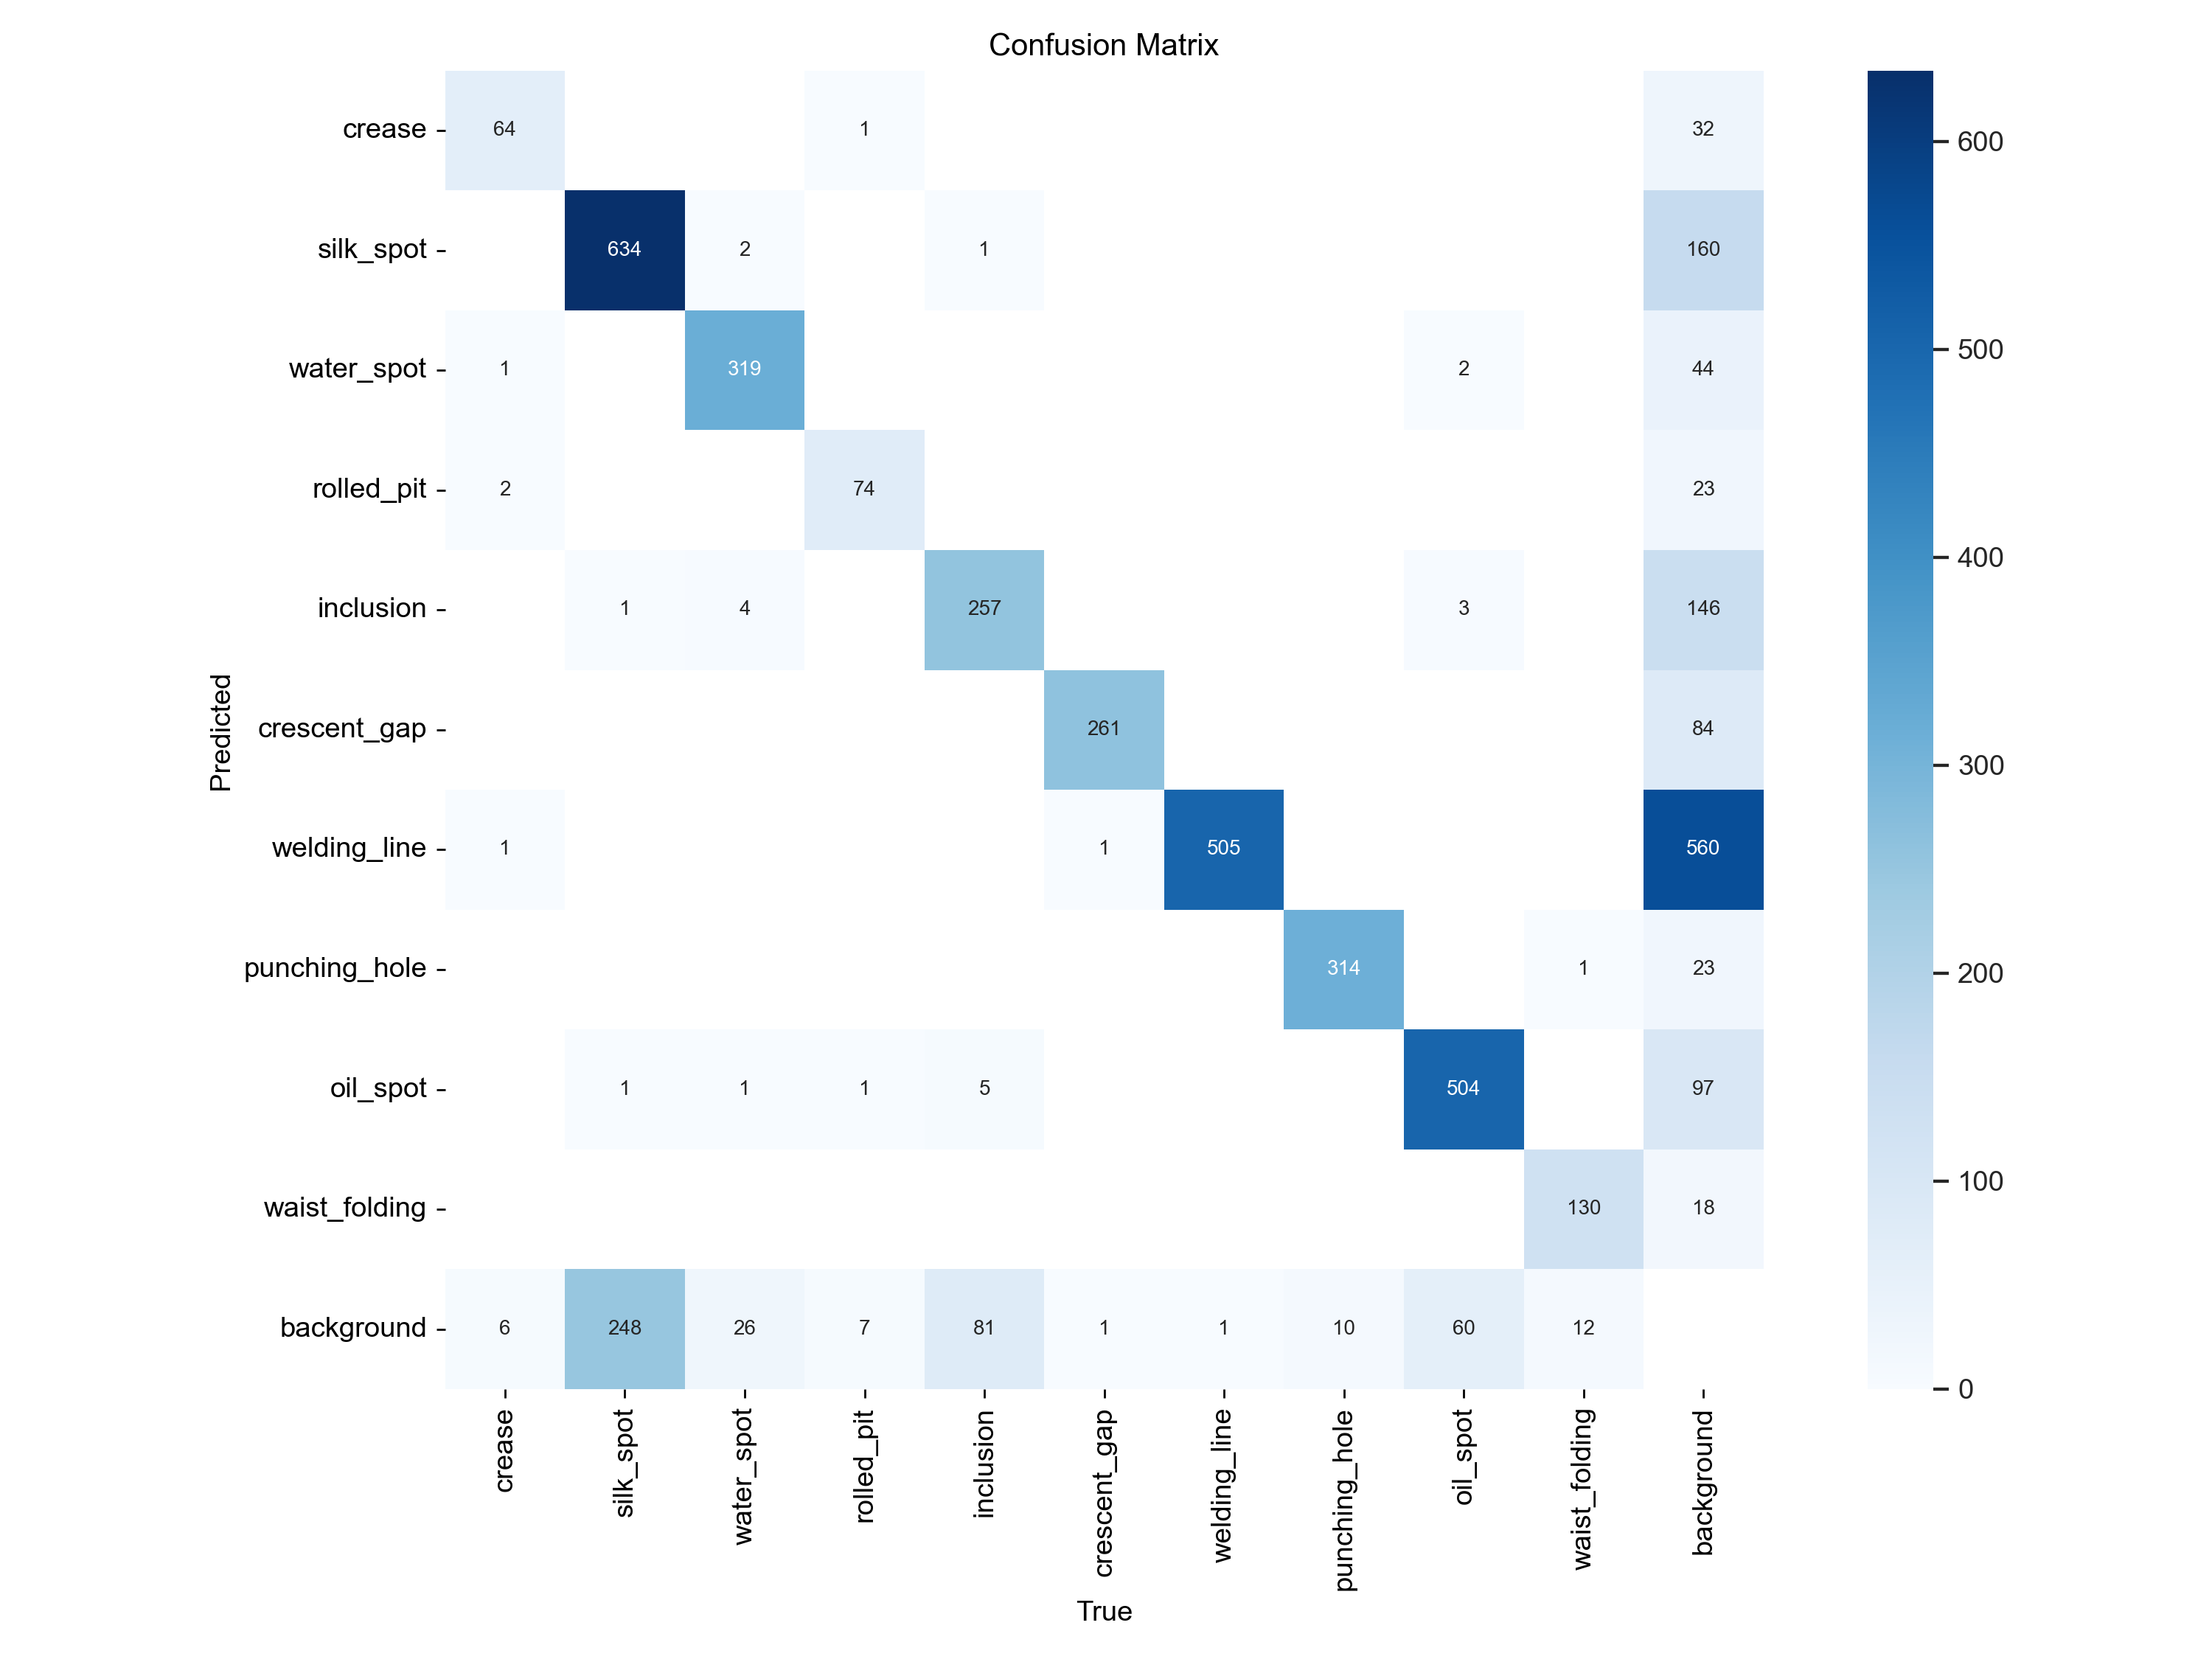 Confusion Matrix
crease 64 1 32
silk_spot 634 2 1 160
water_spot 1 319 2 44
rolled_pit 2 74 23
inclusion 1 4 257 3 146
crescent_gap 261 84
welding_line 1 1 505 560
punching_hole 314 1 23
oil_spot 1 1 1 5 504 97
waist_folding 130 18
background 6 248 26 7 81 1 1 10 60 12
Predicted
crease
silk_spot
water_spot
rolled_pit
inclusion
crescent_gap
welding_line
punching_hole
oil_spot
waist_folding
background
True
600
500
400
300
200
100
0